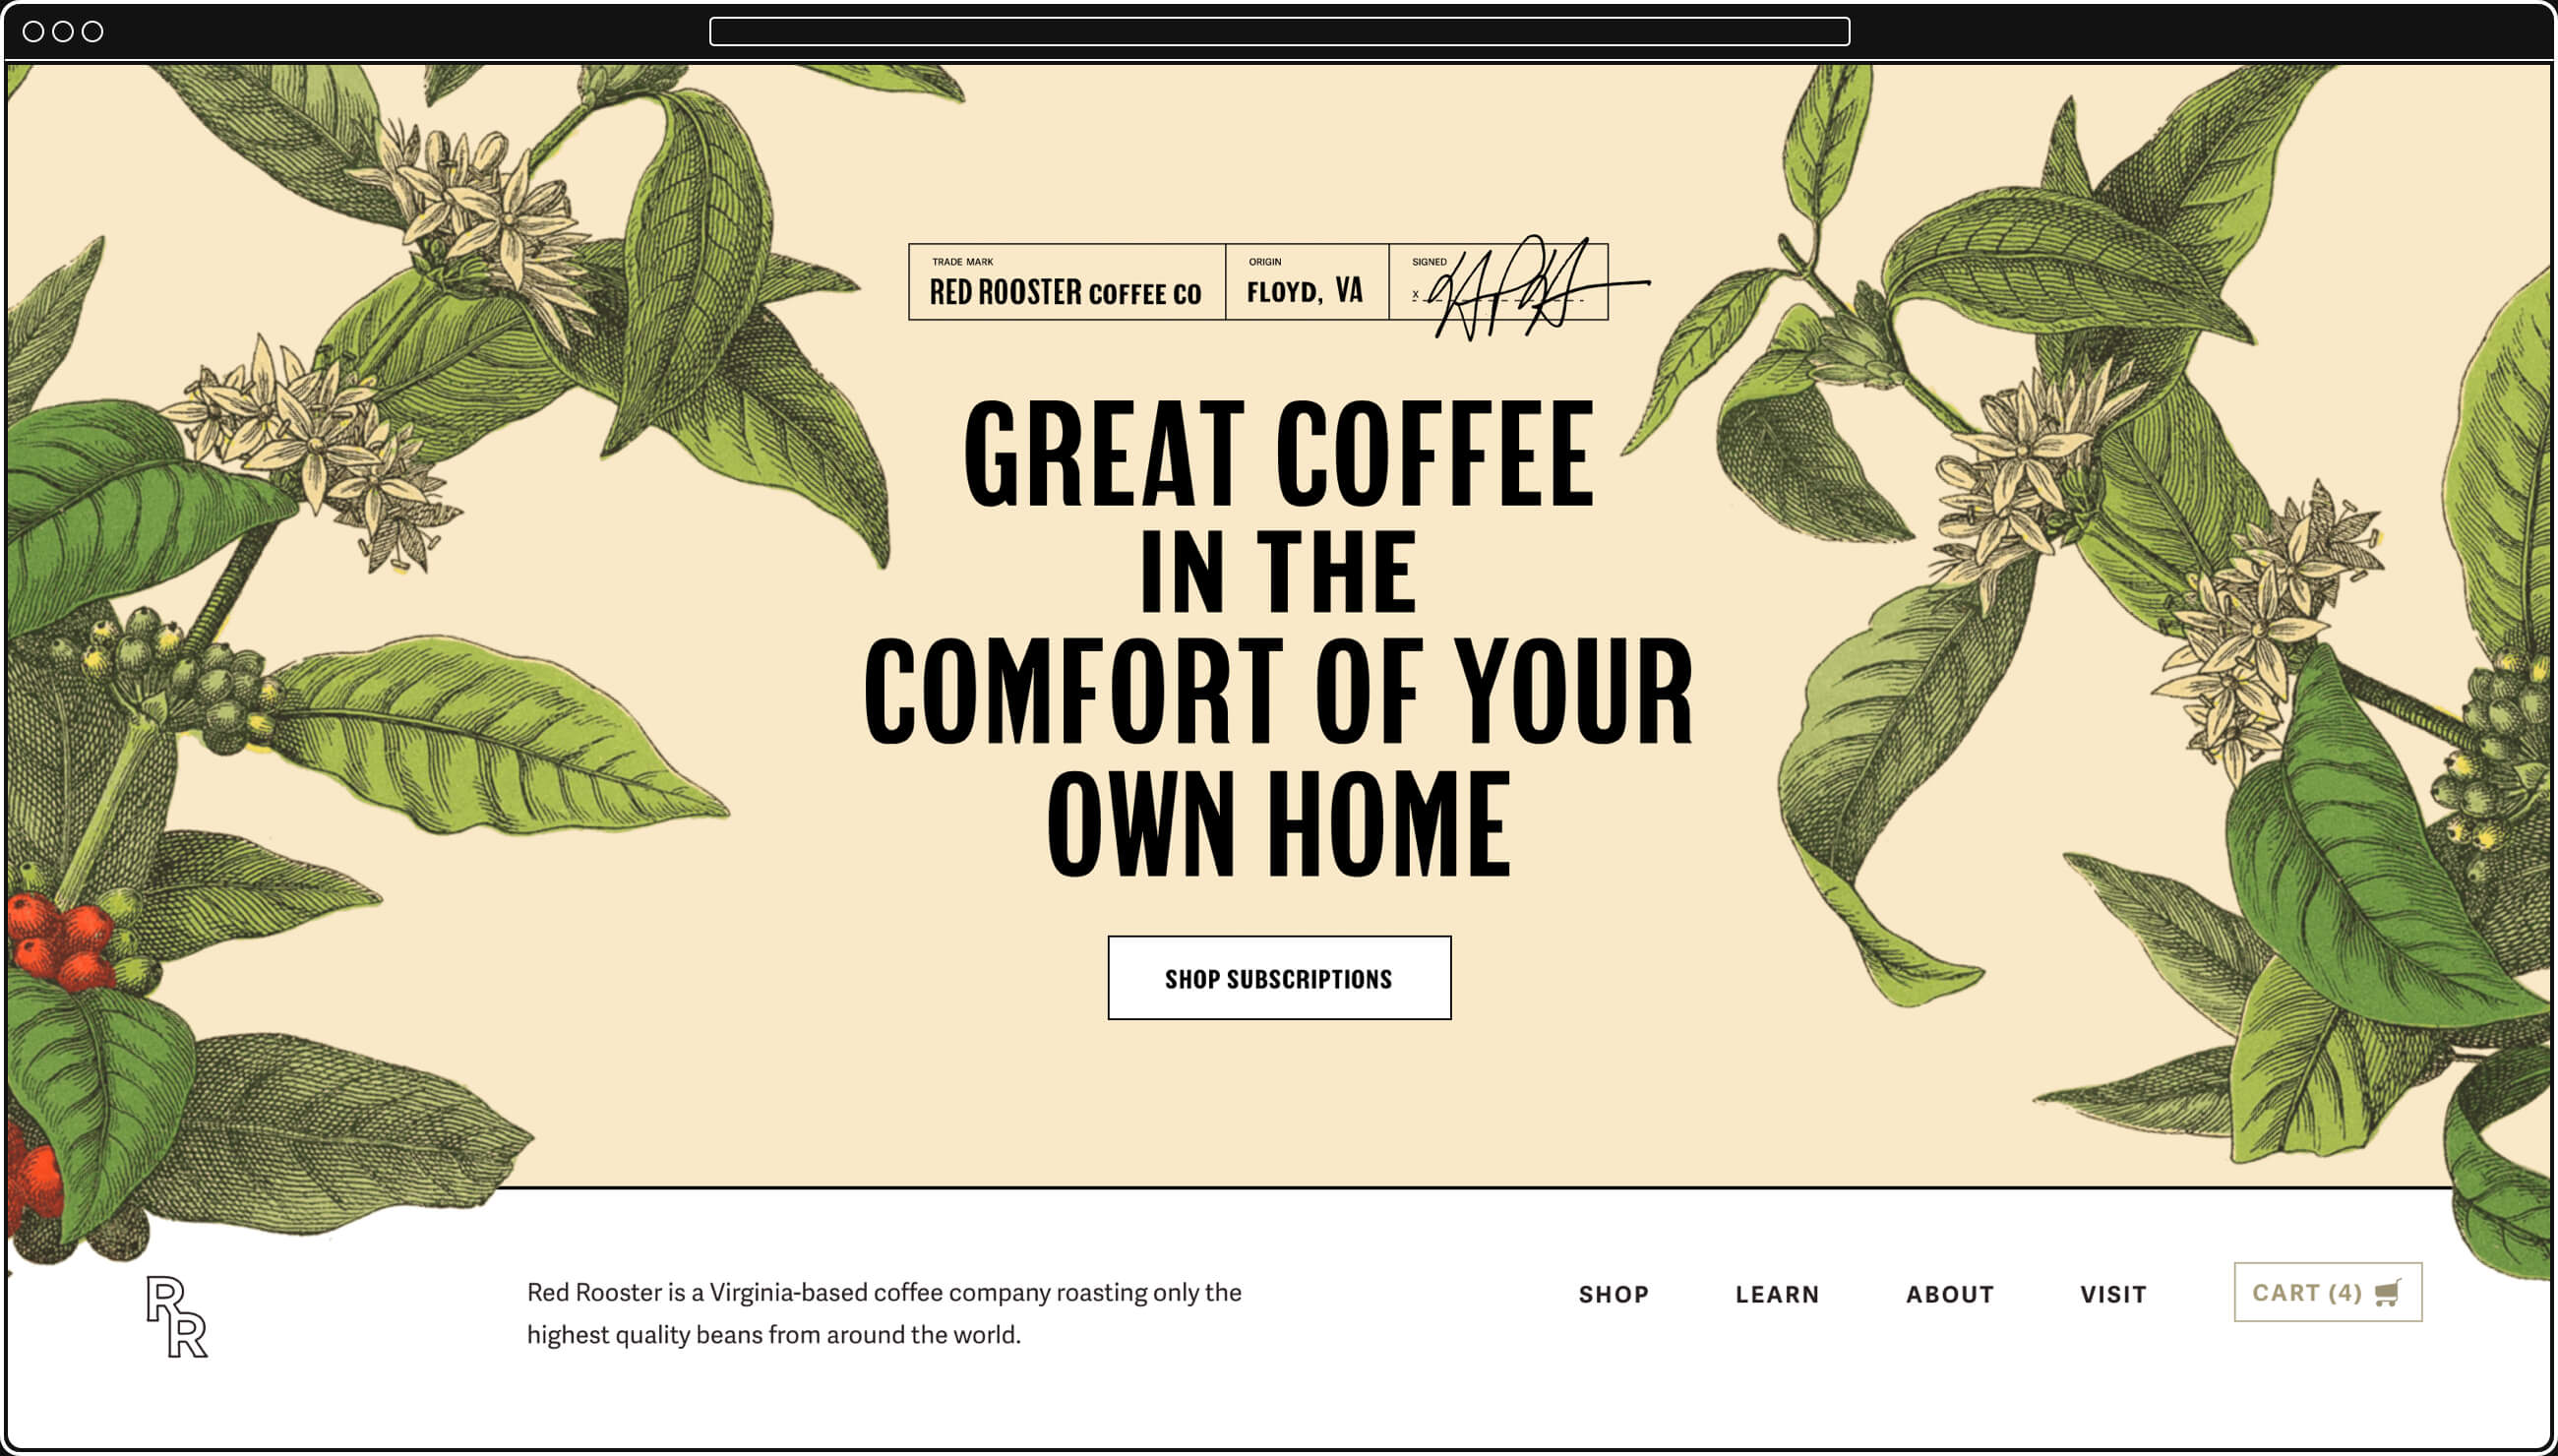 TRADE MARK
RED ROOSTER COFFEE CO
ORIGIN
FLOYD, VA
SIGNED
X
GREAT COFFEE
IN THE
COMFORT OF YOUR
OWN HOME
SHOP SUBSCRIPTIONS
RR
Red Rooster is a Virginia-based coffee company roasting only the
highest quality beans from around the world.
SHOP LEARN ABOUT VISIT CART (4)